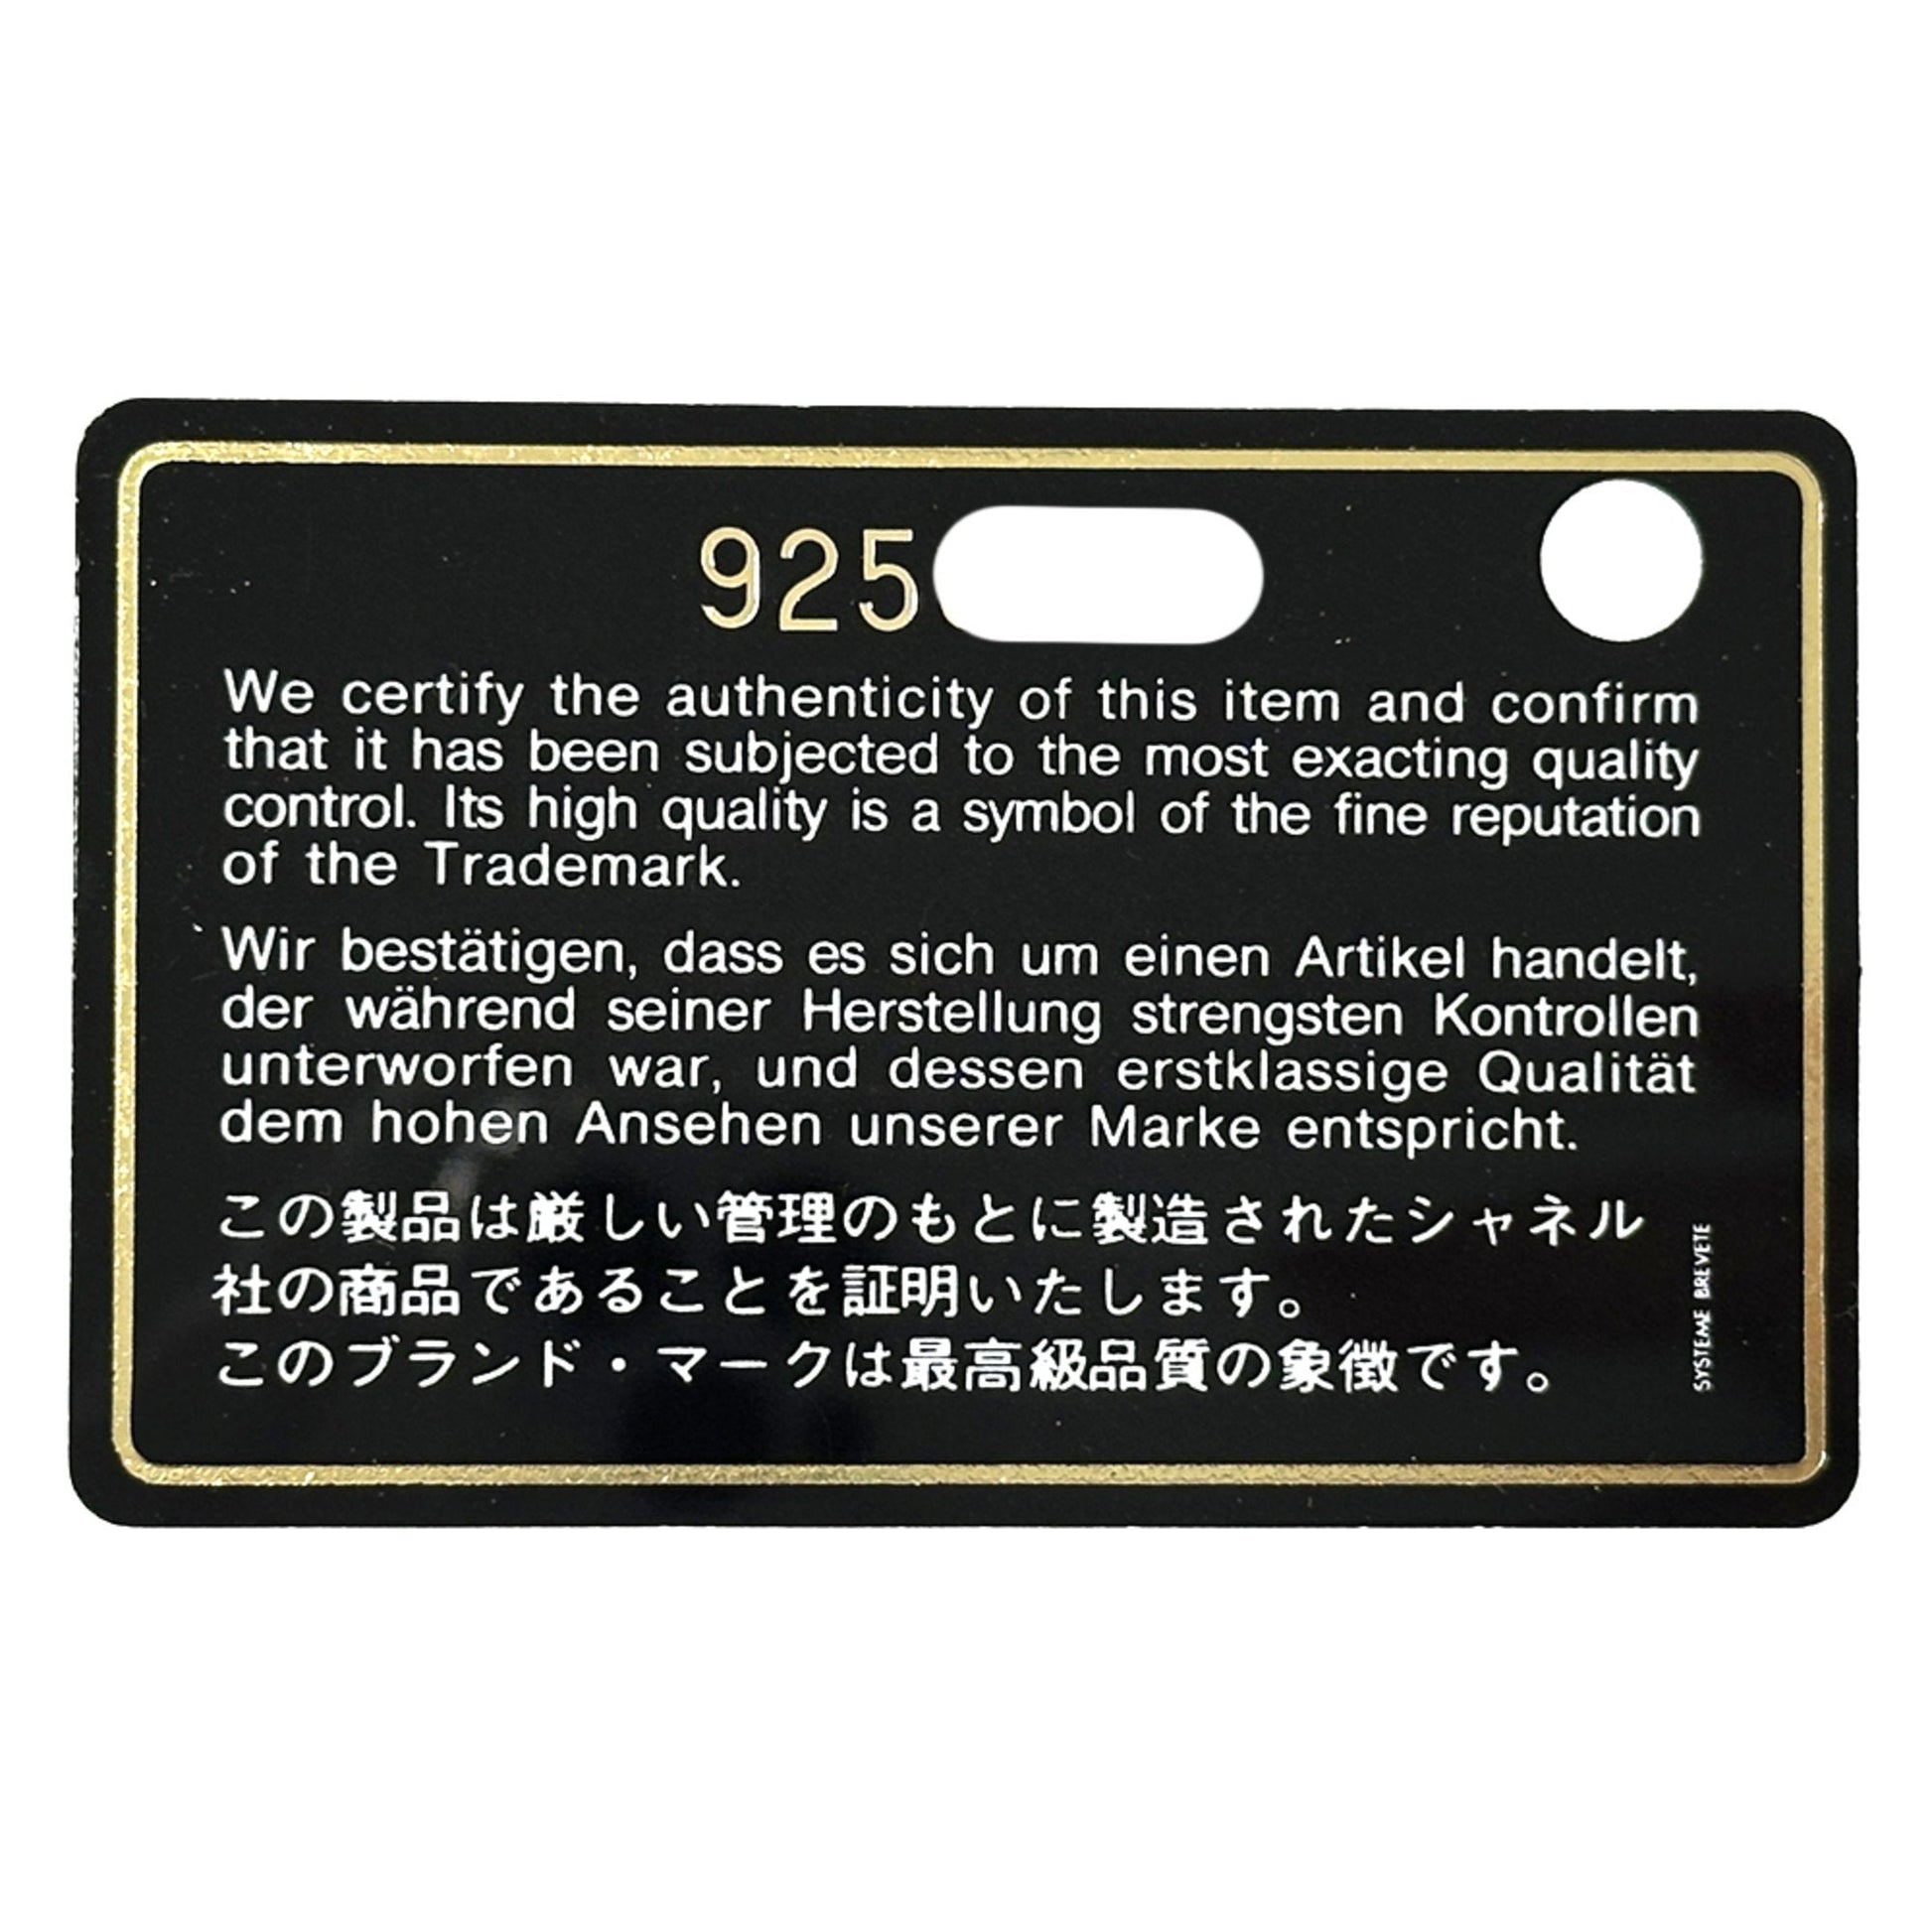 925
We certify the authenticity of this item and confirm
that it has been subjected to the most exacting quality
control. Its high quality is a symbol of the fine reputation
of the Trademark.
Wir bestätigen, dass es sich um einen Artikel handelt,
der während seiner Herstellung strengsten Kontrollen
unterworfen war, und dessen erstklassige Qualität
dem hohen Ansehen unserer Marke entspricht.
この製品は厳しい管理のもとに製造されたシャネル
社の商品であることを証明いたします。
このブランド・マークは最高級品質の象徴です。
SYSTEME BREVETE